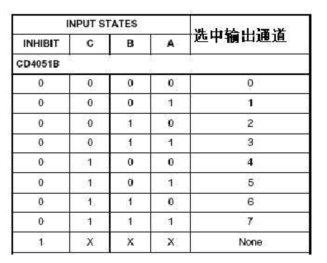 INPUT STATES 选中输出通道
INHIBIT C B A
CD4051B
0 0 0 0 0
0 0 0 1 1
0 0 1 0 2
0 0 1 1 3
0 1 0 0 4
0 1 0 1 5
0 1 1 0 6
0 1 1 1 7
1 X X X None